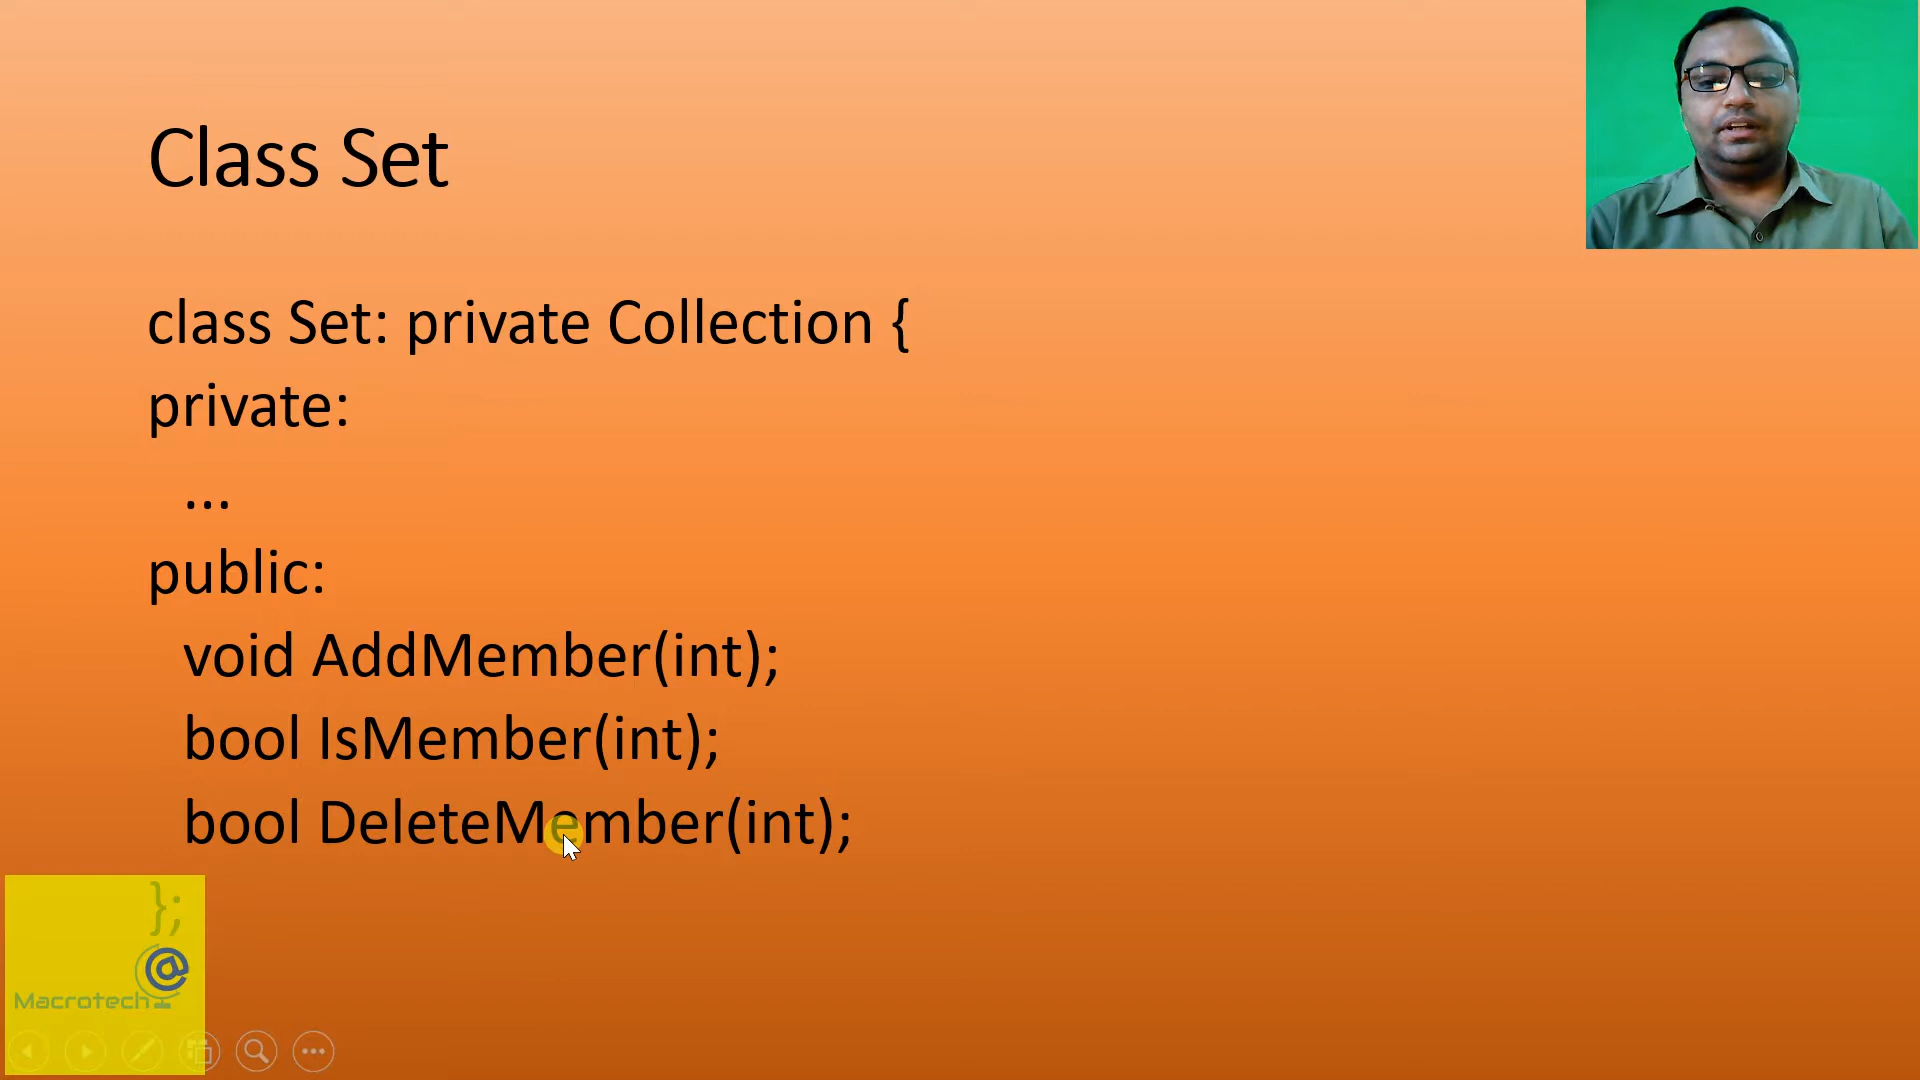 Class Set
class Set: private Collection {
private:
...
public:
void AddMember(int);
bool IsMember(int);
bool DeleteMember(int);
};
@
Macrotech